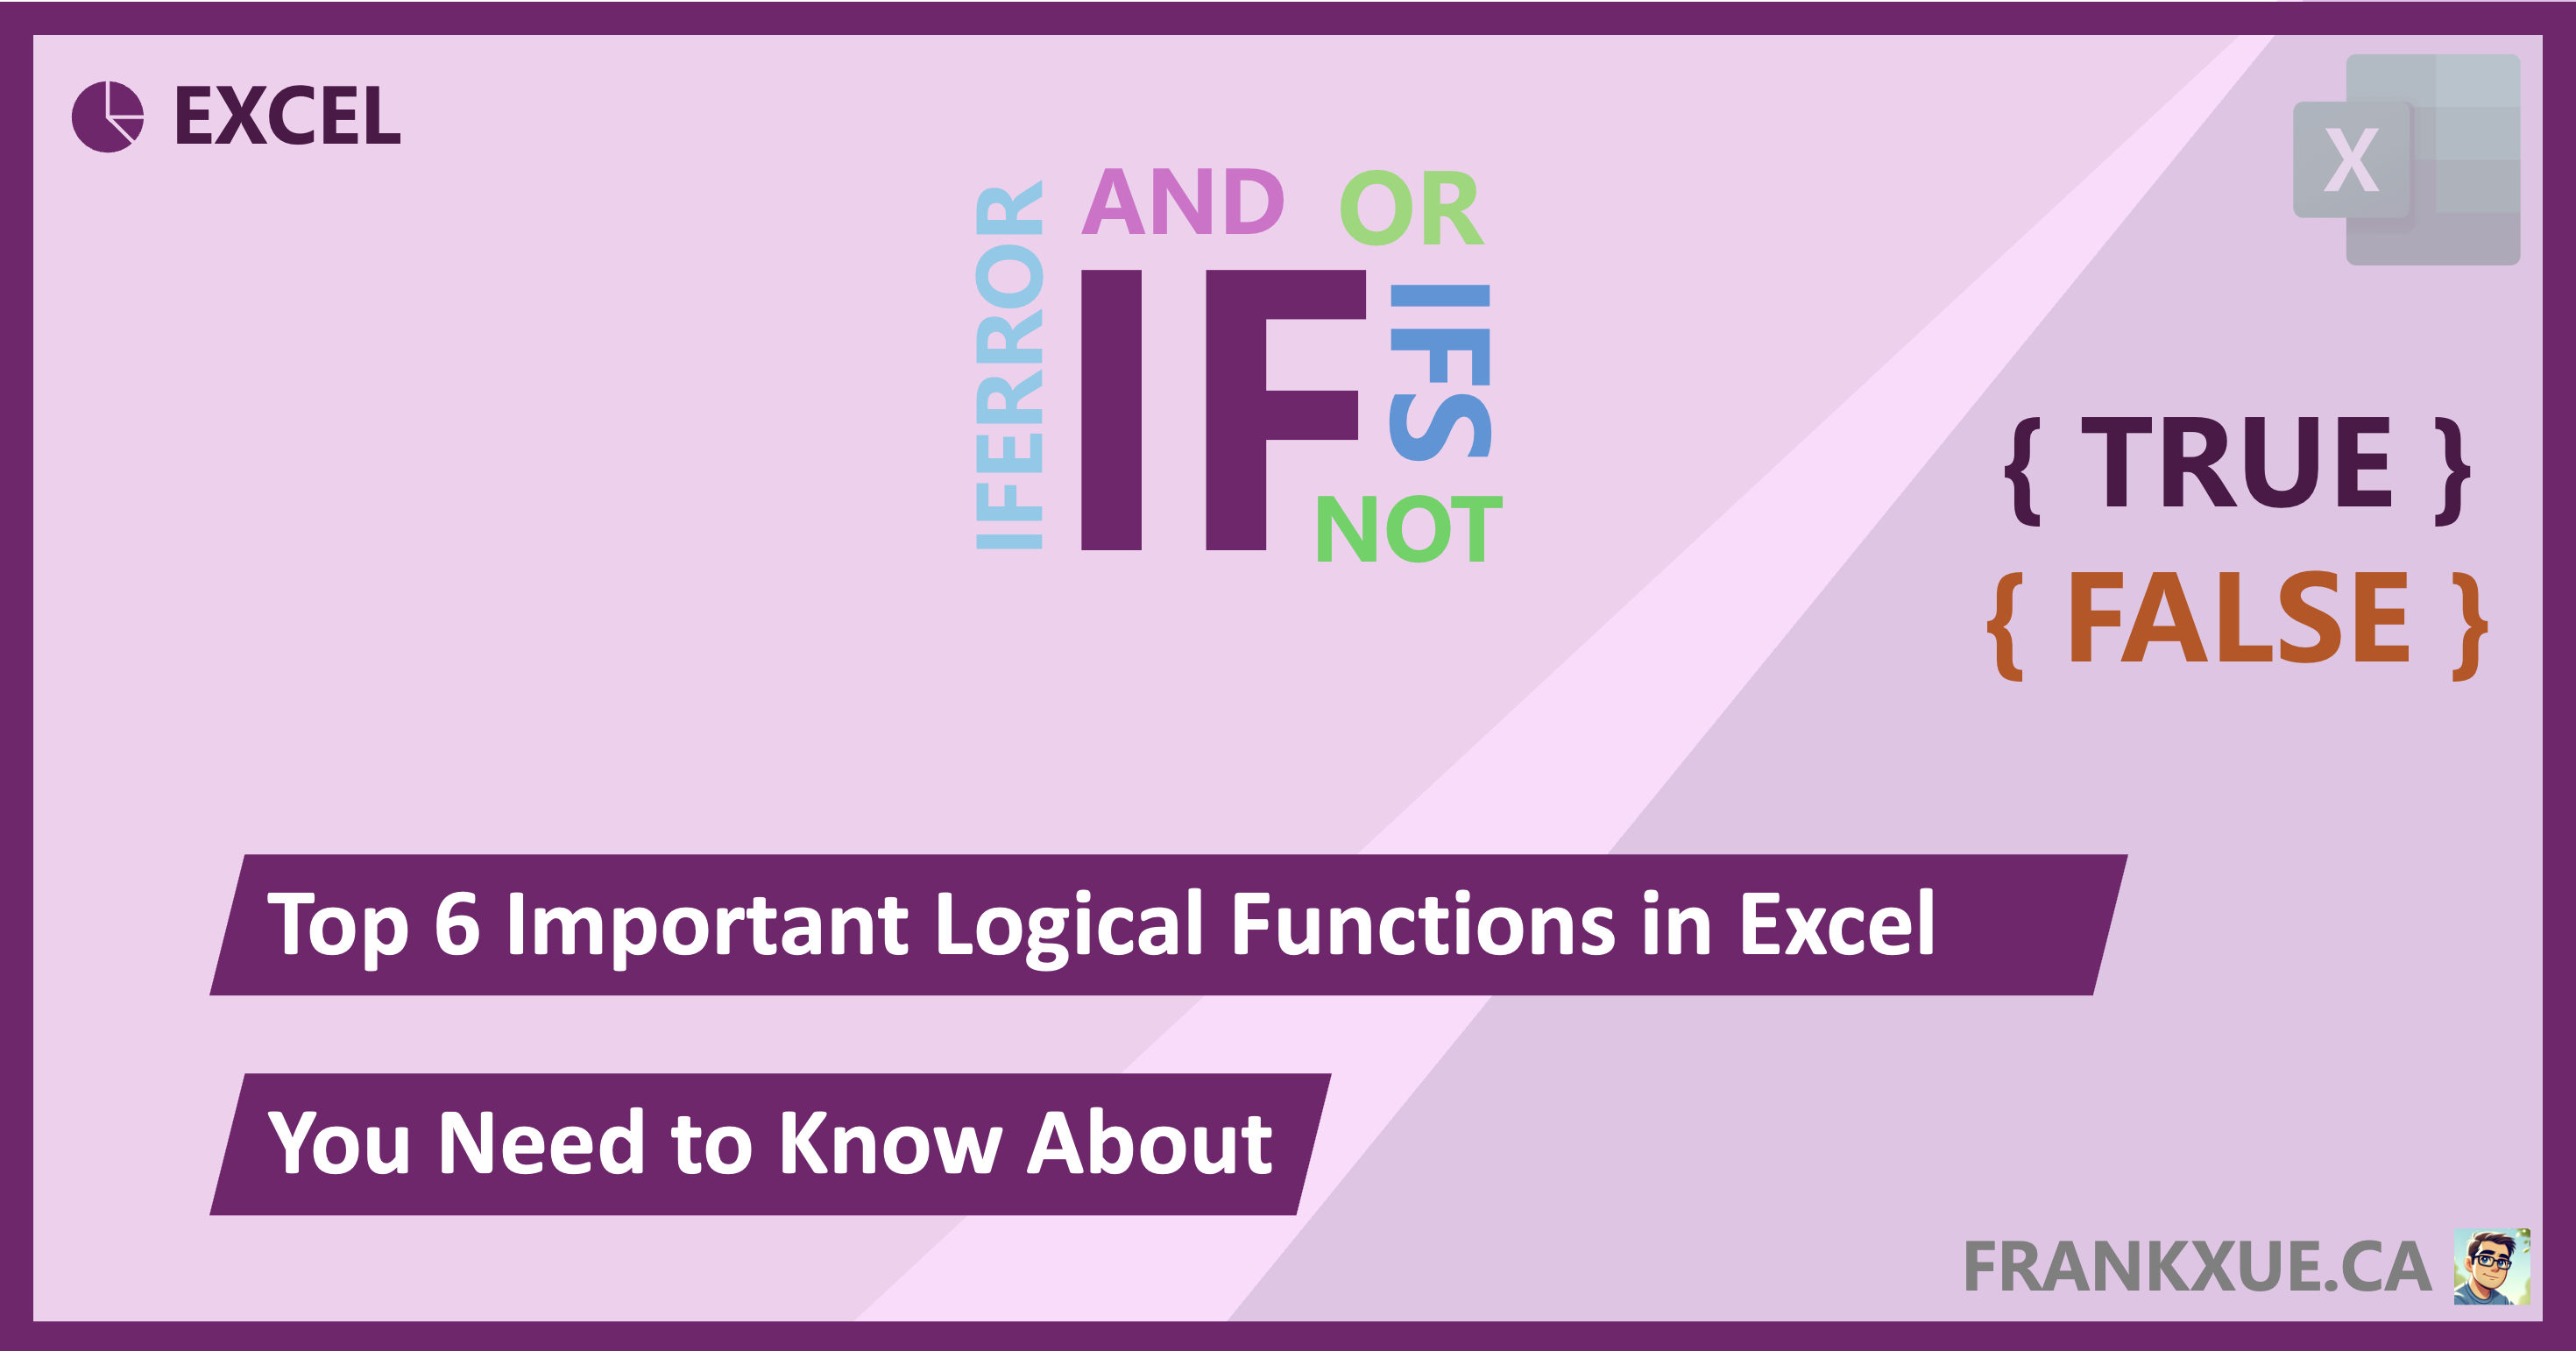 EXCEL
X
AND OR
IFERROR
IF
IFS
NOT
{ TRUE }
{ FALSE }
Top 6 Important Logical Functions in Excel
You Need to Know About
FRANKXUE.CA